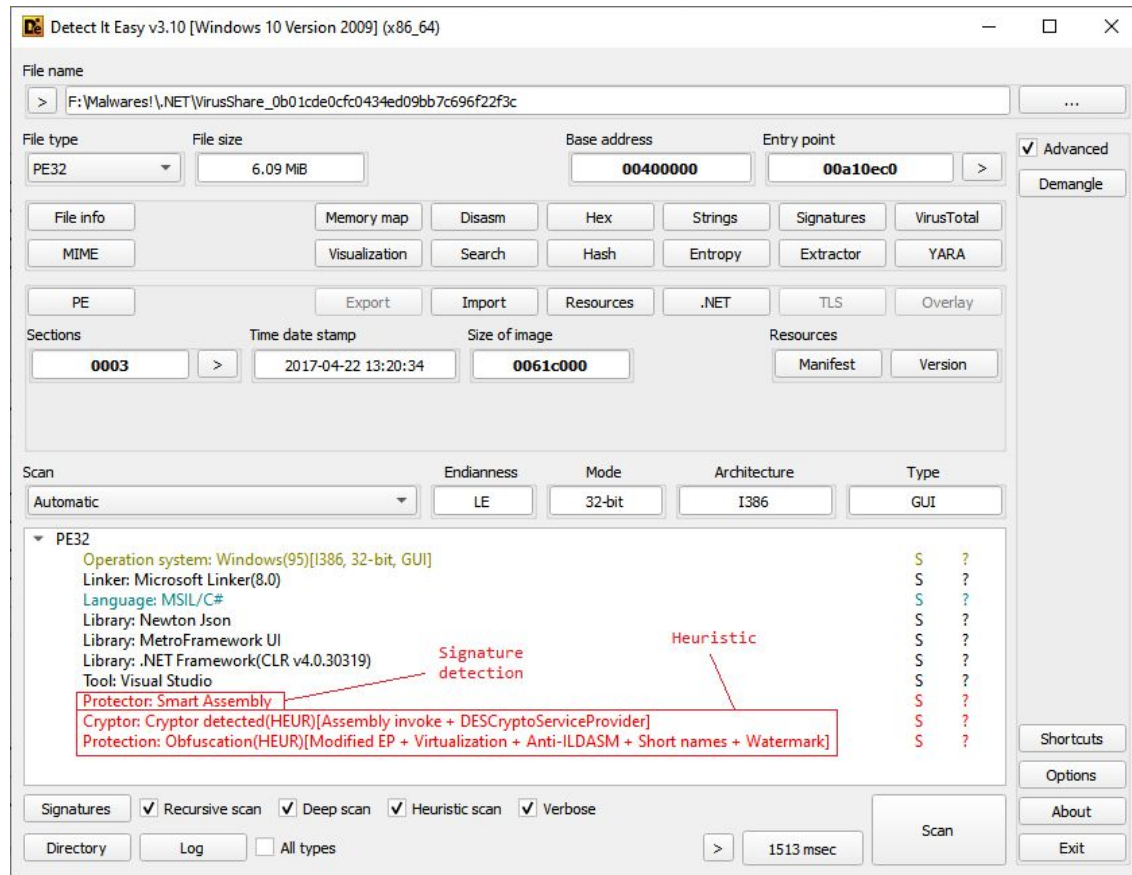 Detect It Easy v3.10 [Windows 10 Version 2009] (x86_64)
File name
> F:\Malwares!\.NET\VirusShare_0b01cde0cfc0434ed09bb7c696f22f3c ...
File type File size Base address Entry point
PE32 6.09 MiB 00400000 00a10ec0 >
Advanced
Demangle
File info Memory map Disasm Hex Strings Signatures VirusTotal
MIME Visualization Search Hash Entropy Extractor YARA
PE Export Import Resources .NET TLS Overlay
Sections Time date stamp Size of image Resources
0003 > 2017-04-22 13:20:34 0061c000 Manifest Version
Scan Endianness Mode Architecture Type
Automatic LE 32-bit I386 GUI
PE32
Operation system: Windows(95)[I386, 32-bit, GUI] S ?
Linker: Microsoft Linker(8.0) S ?
Language: MSIL/C# S ?
Library: Newton Json S ?
Library: MetroFramework UI S ?
Library: .NET Framework(CLR v4.0.30319) S ?
Tool: Visual Studio S ?
Protector: Smart Assembly S ?
Cryptor: Cryptor detected(HEUR)[Assembly invoke + DESCryptoServiceProvider] S ?
Protection: Obfuscation(HEUR)[Modified EP + Virtualization + Anti-ILDASM + Short names + Watermark] S ?
Signature
detection
Heuristic
Shortcuts
Options
About
Exit
Signatures Recursive scan Deep scan Heuristic scan Verbose
Directory Log All types > 1513 msec Scan